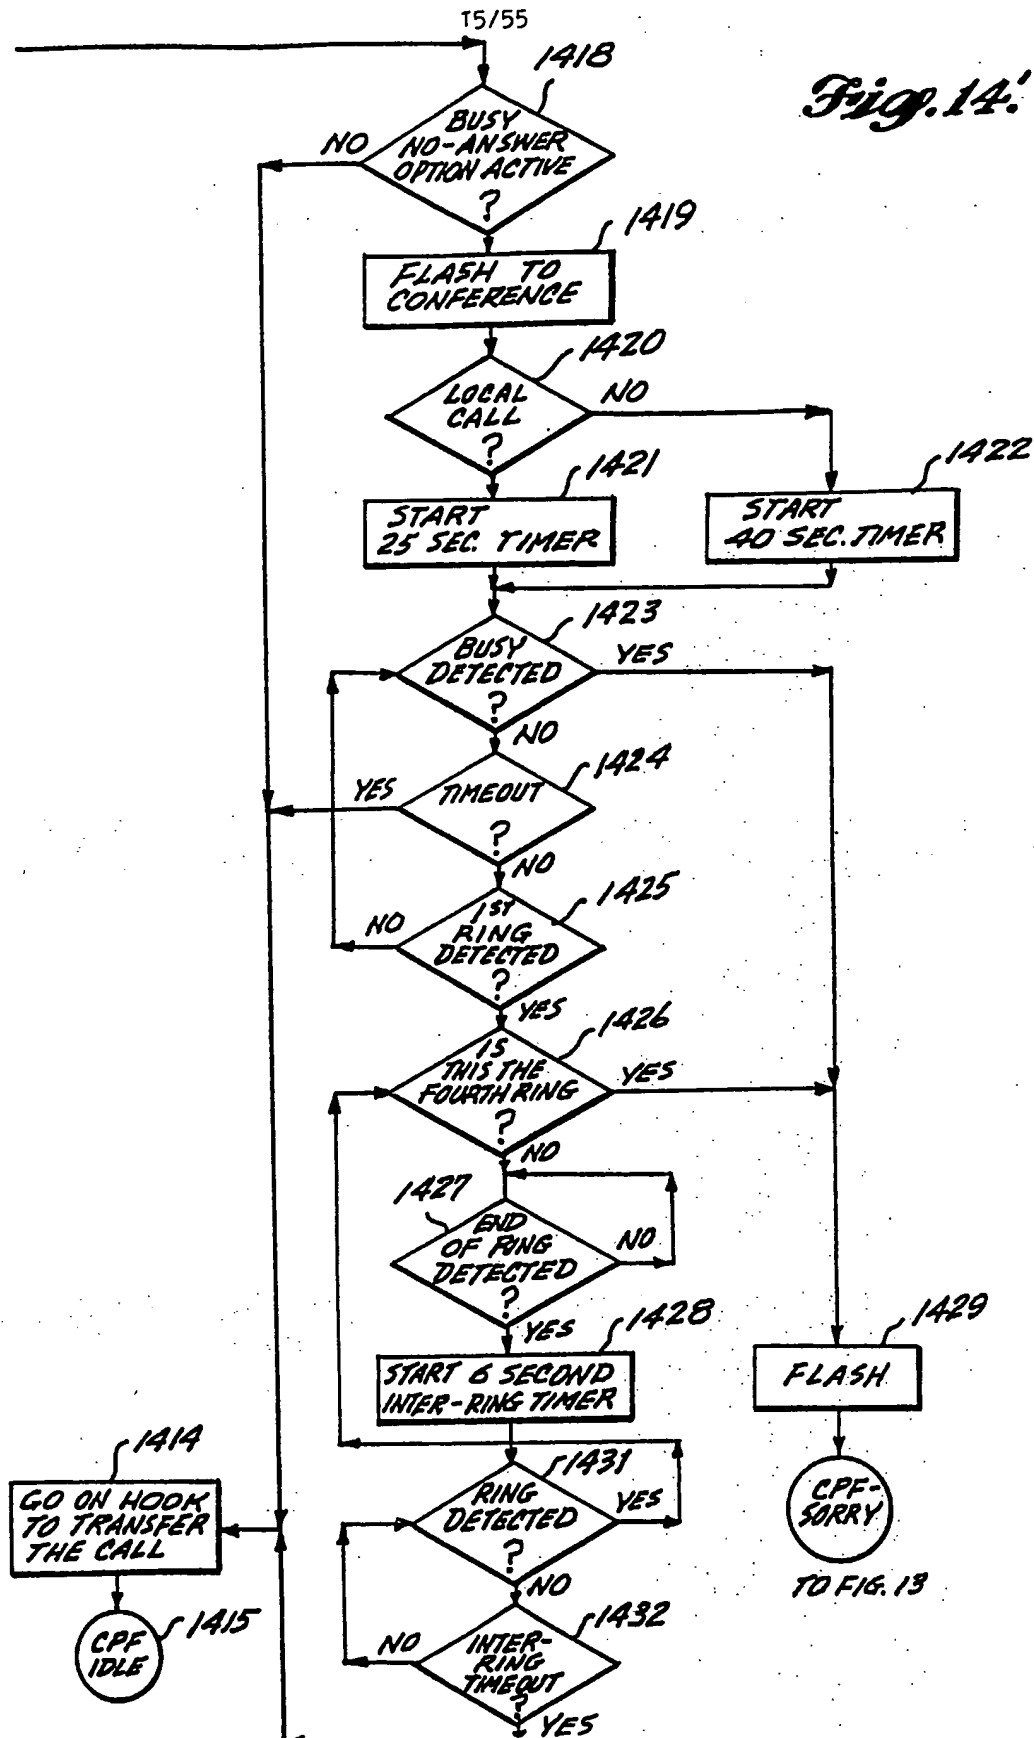 T5/55
Fig. 14.
1418
BUSY
NO-ANSWER
OPTION ACTIVE
?
NO
1419
FLASH TO
CONFERENCE
1420
LOCAL
CALL
?
NO
1421
START
25 SEC. TIMER
1422
START
40 SEC. TIMER
1423
BUSY
DETECTED
?
YES
NO
1424
TIMEOUT
?
YES
NO
1425
1ST
RING
DETECTED
?
NO
YES
1426
IS
THIS THE
FOURTH RING
?
YES
NO
1427
END
OF RING
DETECTED
?
NO
YES
1428
START 6 SECOND
INTER-RING TIMER
1429
FLASH
CPF-
SORRY
TO FIG. 13
1431
RING
DETECTED
?
YES
NO
1414
GO ON HOOK
TO TRANSFER
THE CALL
1415
CPF
IDLE
1432
INTER-
RING
TIMEOUT
?
NO
YES